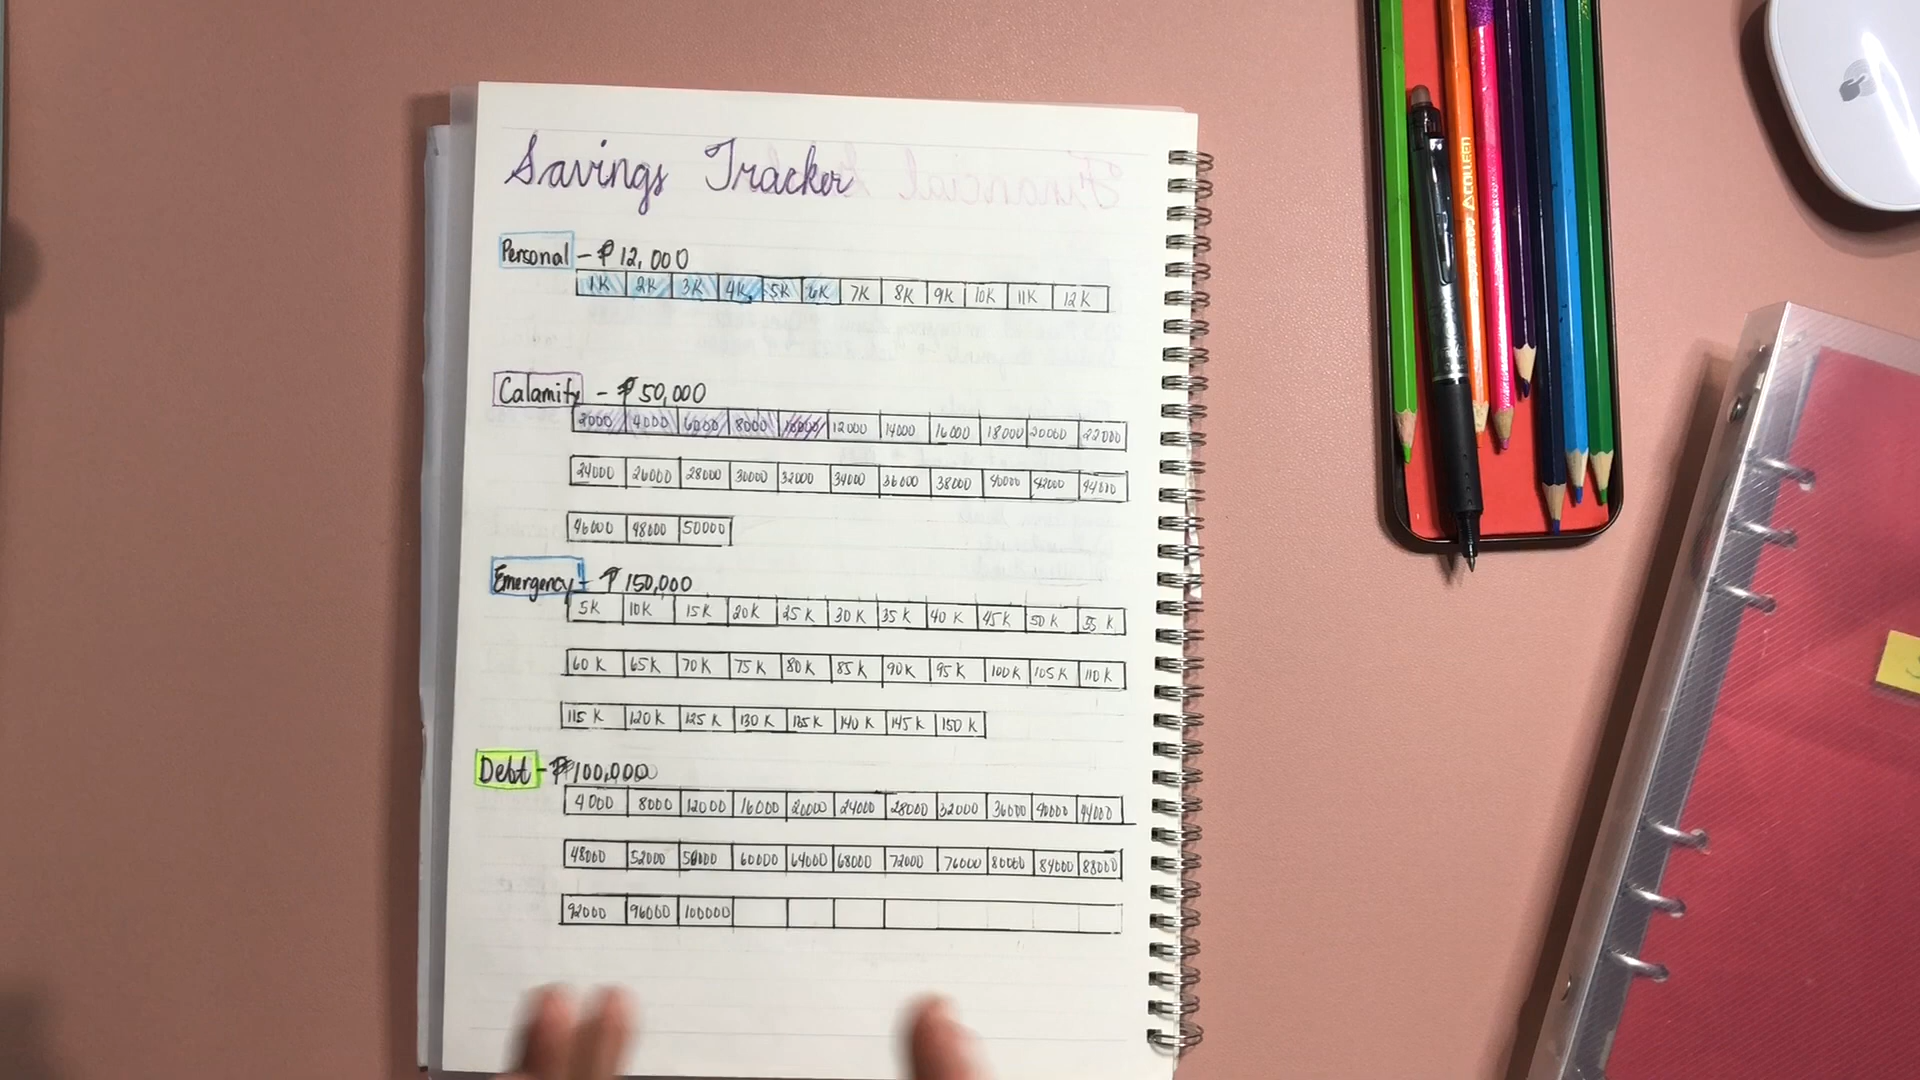 Savings Tracker
Personal - ₱ 12,000
1K 2K 3K 4K 5K 6K 7K 8K 9K 10K 11K 12K
Calamity - ₱ 50,000
2000 4000 6000 8000 10000 12000 14000 16000 18000 20000 22000
24000 26000 28000 30000 32000 34000 36000 38000 40000 42000 44000
46000 48000 50000
Emergency - ₱ 150,000
5K 10K 15K 20K 25K 30K 35K 40K 45K 50K 55K
60K 65K 70K 75K 80K 85K 90K 95K 100K 105K 110K
115K 120K 125K 130K 135K 140K 145K 150K
Debt - ₱100,000
4000 8000 12000 16000 20000 24000 28000 32000 36000 40000 44000
48000 52000 56000 60000 64000 68000 72000 76000 80000 84000 88000
92000 96000 100000
COLLEEN